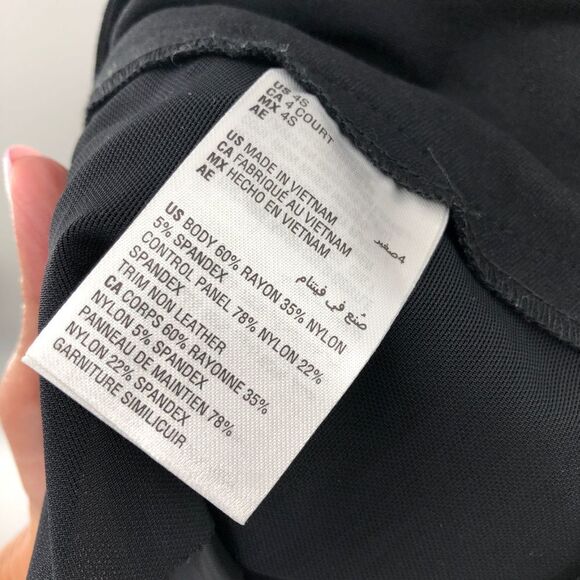 US 4S
CA 4 COURT
MX 4S
AE 4صغير
US MADE IN VIETNAM
CA FABRIQUÉ AU VIETNAM
MX HECHO EN VIETNAM
AE صُنع في فيتنام
US BODY 60% RAYON 35% NYLON
5% SPANDEX
CONTROL PANEL 78% NYLON 22%
SPANDEX
TRIM NON LEATHER
CA CORPS 60% RAYONNE 35%
NYLON 5% SPANDEX
PANNEAU DE MAINTIEN 78%
NYLON 22% SPANDEX
GARNITURE SIMILICUIR